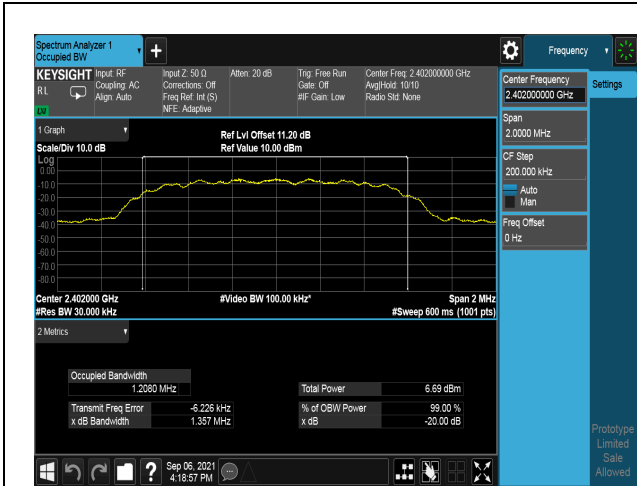 Spectrum Analyzer 1
Occupied BW
Frequency
KEYSIGHT
RL
Input: RF
Coupling: AC
Align: Auto
Input Z: 50 Ω
Corrections: Off
Freq Ref: Int (S)
NFE: Adaptive
Atten: 20 dB
Trig: Free Run
Gate: Off
#IF Gain: Low
Center Freq: 2.402000000 GHz
Avg|Hold: 10/10
Radio Std: None
Center Frequency
2.402000000 GHz
Settings
Span
2.0000 MHz
CF Step
200.000 kHz
Auto
Man
Freq Offset
0 Hz
1 Graph
Scale/Div 10.0 dB
Ref Lvl Offset 11.20 dB
Ref Value 10.00 dBm
Log
0.00
-10.0
-20.0
-30.0
-40.0
-50.0
-60.0
-70.0
-80.0
Center 2.402000 GHz
#Video BW 100.00 kHz*
Span 2 MHz
#Res BW 30.000 kHz
#Sweep 600 ms (1001 pts)
2 Metrics
Occupied Bandwidth
1.2080 MHz
Total Power 6.69 dBm
Transmit Freq Error -6.226 kHz
% of OBW Power 99.00 %
x dB Bandwidth 1.357 MHz
x dB -20.00 dB
Prototype
Limited
Sale
Allowed
Sep 06, 2021
4:18:57 PM